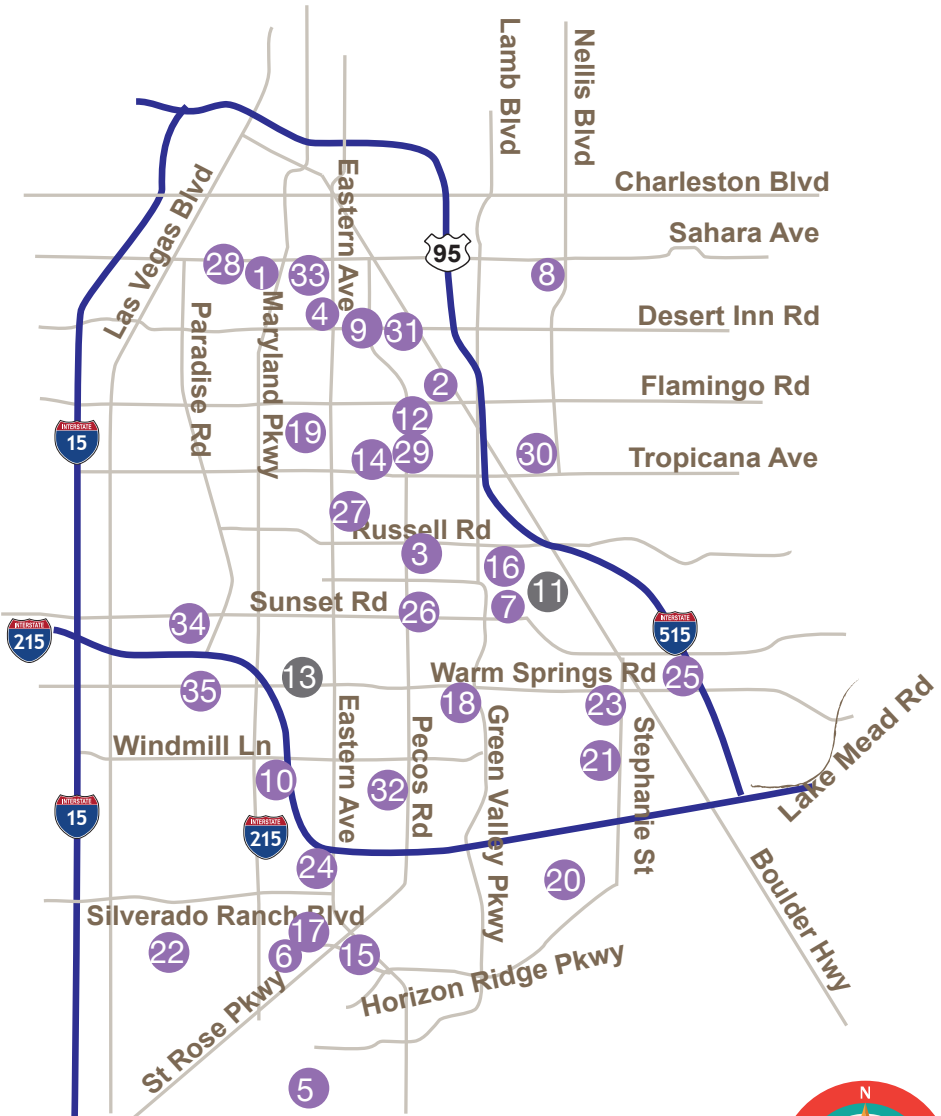 Lamb Blvd
Nellis Blvd
Eastern Ave
Charleston Blvd
Las Vegas Blvd
Sahara Ave
95
28
1
33
8
Paradise Rd
Maryland Pkwy
4
9
31
Desert Inn Rd
2
Flamingo Rd
12
19
INTERSTATE
15
14
29
30
Tropicana Ave
27
Russell Rd
3
16
11
7
Sunset Rd
26
34
INTERSTATE
215
INTERSTATE
515
13
Warm Springs Rd
25
35
18
23
Eastern Ave
Pecos Rd
Green Valley Pkwy
Stephanie St
Lake Mead Rd
Windmill Ln
21
10
32
INTERSTATE
15
INTERSTATE
215
24
20
Boulder Hwy
Silverado Ranch Blvd
17
22
6
15
Horizon Ridge Pkwy
St Rose Pkwy
5
N